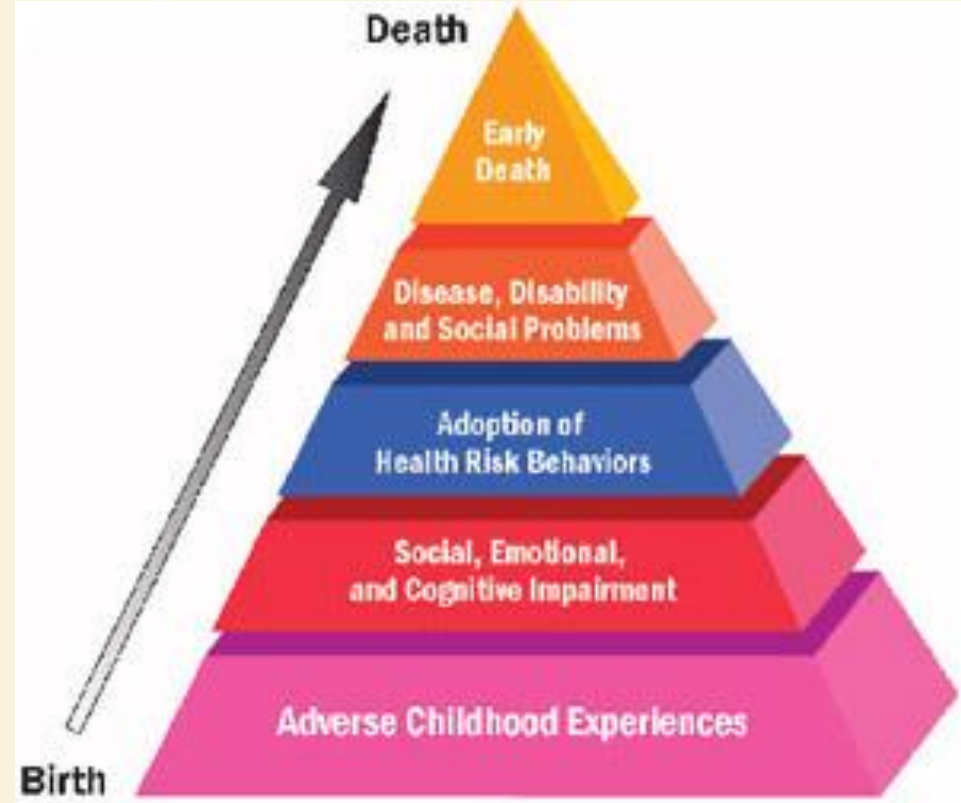 Death
Early
Death
Disease, Disability
and Social Problems
Adoption of
Health Risk Behaviors
Social, Emotional,
and Cognitive Impairment
Adverse Childhood Experiences
Birth